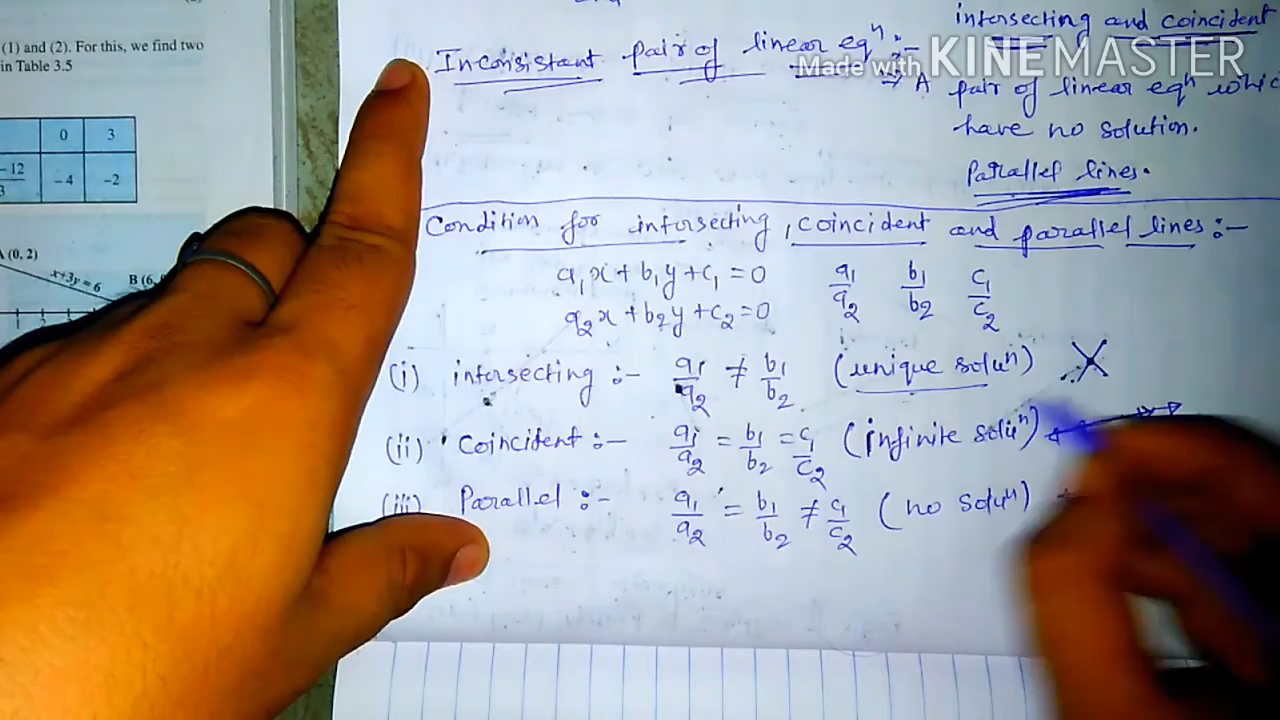 (1) and (2). For this, we find two
in Table 3.5
0 3
-12/3 -4 -2
A (0, 2)
x+3y=6
B (6,
intersecting and coincident
Made with KINEMASTER
Inconsistant pair of linear eqⁿ :-
⇒ A pair of linear eqⁿ whic
have no solution.
Parallel lines.
Condition for intersecting, coincident and parallel lines :-
a₁x + b₁y + c₁ = 0 a₁/a₂ b₁/b₂ c₁/c₂
a₂x + b₂y + c₂ = 0
(i) intersecting :- a₁/a₂ ≠ b₁/b₂ (unique soluⁿ)
(ii) Coincident :- a₁/a₂ = b₁/b₂ = c₁/c₂ (infinite soluⁿ)
(iii) Parallel :- a₁/a₂ = b₁/b₂ ≠ c₁/c₂ (no soluⁿ)